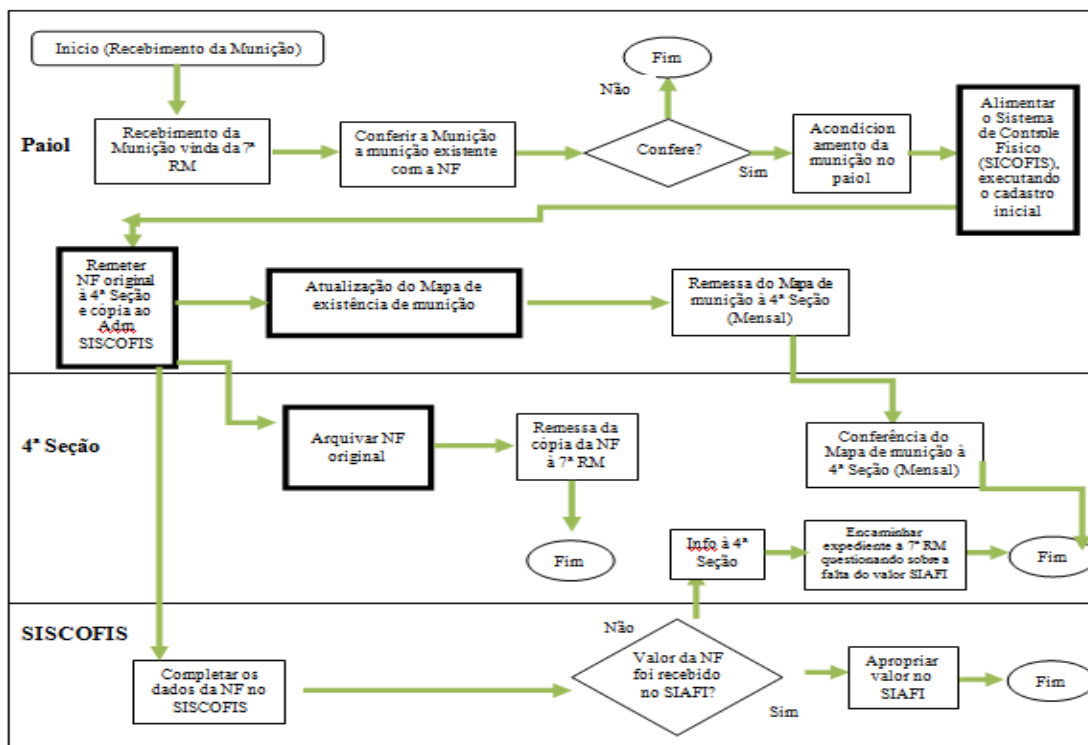 Inicio (Recebimento da Munição)
Fim
Não
Paiol
Recebimento da
Munição vinda da 7ª
RM
Conferir a Munição
a munição existente
com a NF
Confere?
Sim
Acondicion
amento da
munição no
paiol
Alimentar
o Sistema
de Controle
Físico
(SICOFIS),
executando
o cadastro
inicial
Remeter
NF original
à 4ª Seção
e cópia ao
Adm
SISCOFIS
Atualização do Mapa de
existência de munição
Remessa do Mapa de
munição à 4ª Seção
(Mensal)
4ª Seção
Arquivar NF
original
Remessa da
cópia da NF
à 7ª RM
Conferência do
Mapa de munição à
4ª Seção (Mensal)
Fim
Info à 4ª
Seção
Encaminhar
expediente a 7ª RM
questionando sobre a
falta do valor SIAFI
Fim
SISCOFIS
Completar os
dados da NF no
SISCOFIS
Não
Valor da NF
foi recebido
no SIAFI?
Sim
Apropriar
valor no
SIAFI
Fim